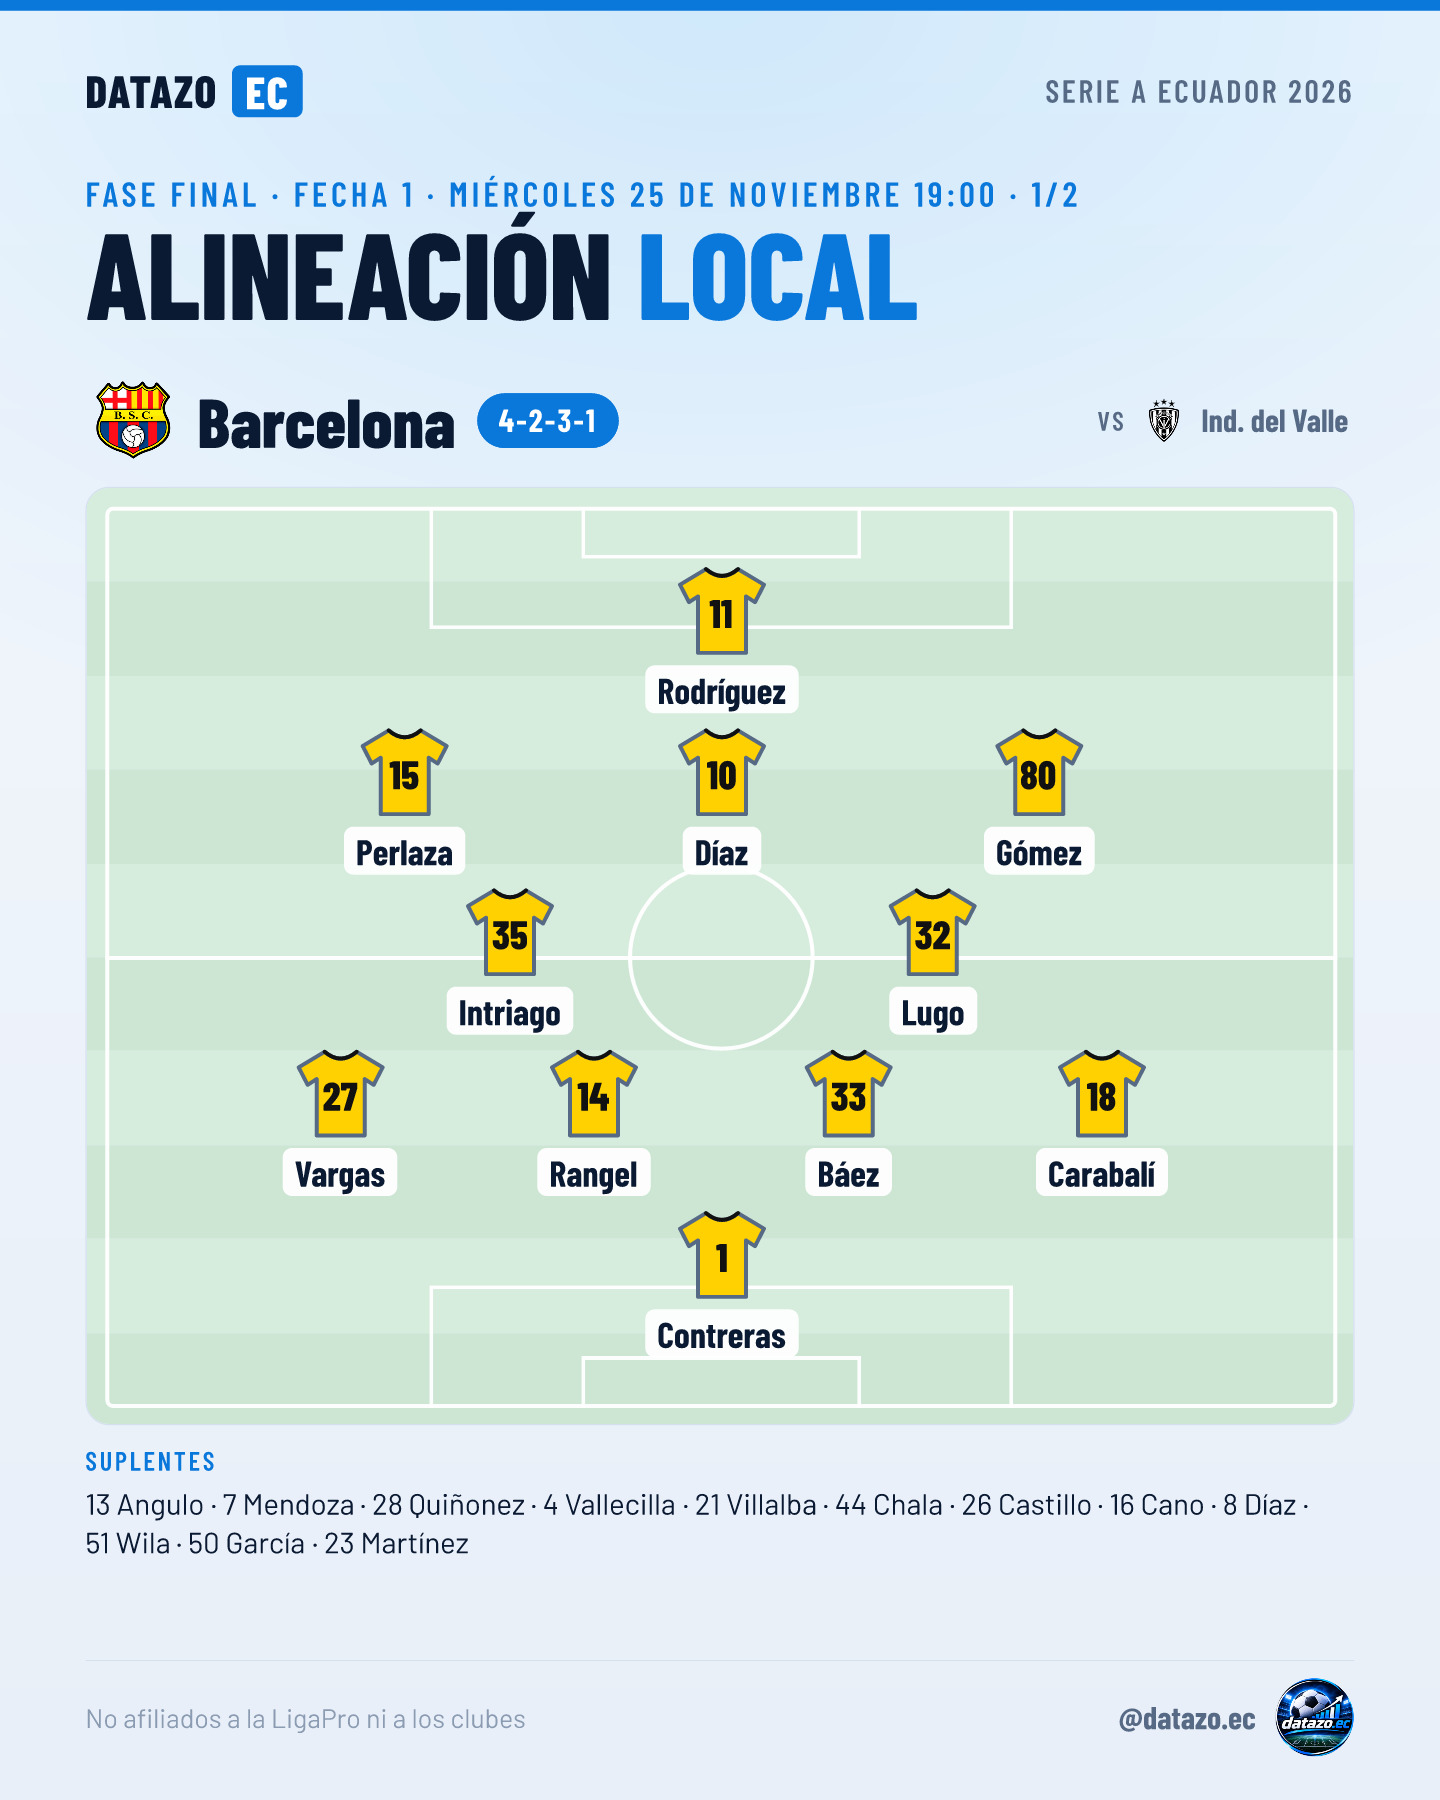 DATAZO EC
SERIE A ECUADOR 2026
FASE FINAL · FECHA 1 · MIÉRCOLES 25 DE NOVIEMBRE 19:00 · 1/2
ALINEACIÓN LOCAL
B. S. C.
Barcelona
4-2-3-1
VS
Ind. del Valle
11
Rodríguez
15
10
80
Perlaza
Díaz
Gómez
35
32
Intriago
Lugo
27
14
33
18
Vargas
Rangel
Báez
Carabalí
1
Contreras
SUPLENTES
13 Angulo · 7 Mendoza · 28 Quiñonez · 4 Vallecilla · 21 Villalba · 44 Chala · 26 Castillo · 16 Cano · 8 Díaz ·
51 Wila · 50 García · 23 Martínez
No afiliados a la LigaPro ni a los clubes
@datazo.ec
datazo.ec